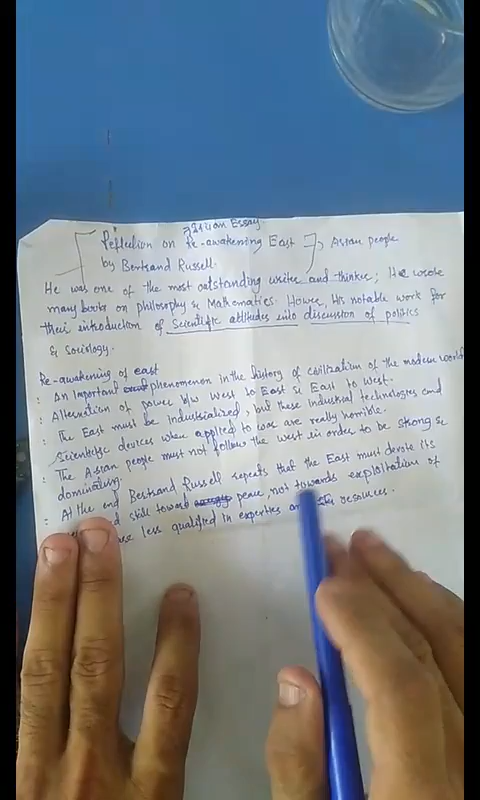 Essay
Reflection on Re-awakening East } Asian people
by Bertrand Russell.
He was one of the most outstanding writer and thinker; He wrote
many books on philosophy & Mathematics. Hower, His notable work for
their introduction of Scientific attitudes into discussion of politics
& sociology.
Re-awakening of east
: An important phenomenon in the history of civilization of the modern world
: Alternation of power b/w West to East & East to West.
: The East must be industrialized, but these industrial technologies and
scientific devices when applied to war are really horrible.
: The Asian people must not follow the west in order to be strong &
dominating.
: At the end Bertrand Russell repeats that the East must devote its
skill toward peace, not towards exploitation of
less qualified in experties resources.